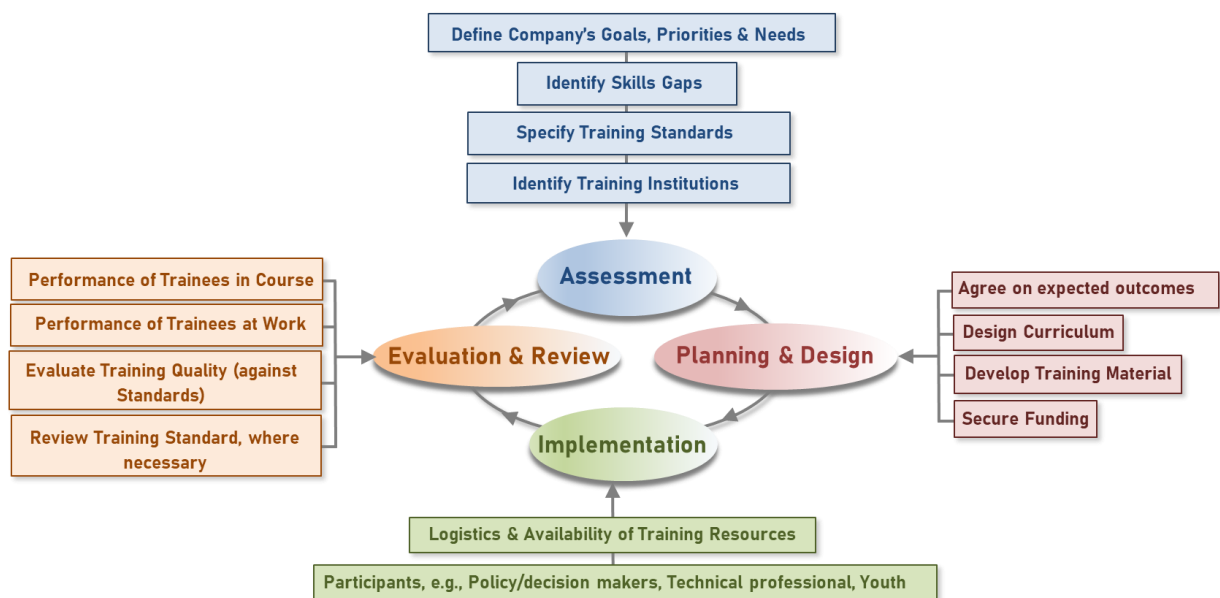 Define Company's Goals, Priorities & Needs
Identify Skills Gaps
Specify Training Standards
Identify Training Institutions
Assessment
Performance of Trainees in Course
Performance of Trainees at Work
Evaluate Training Quality (against
Standards)
Review Training Standard, where
necessary
Evaluation & Review
Planning & Design
Agree on expected outcomes
Design Curriculum
Develop Training Material
Secure Funding
Implementation
Logistics & Availability of Training Resources
Participants, e.g., Policy/decision makers, Technical professional, Youth